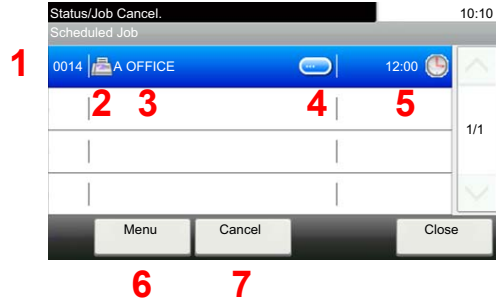 Status/Job Cancel. 10:10
Scheduled Job
1 0014 A OFFICE ... 12:00
2 3 4 5
1/1
Menu Cancel Close
6 7